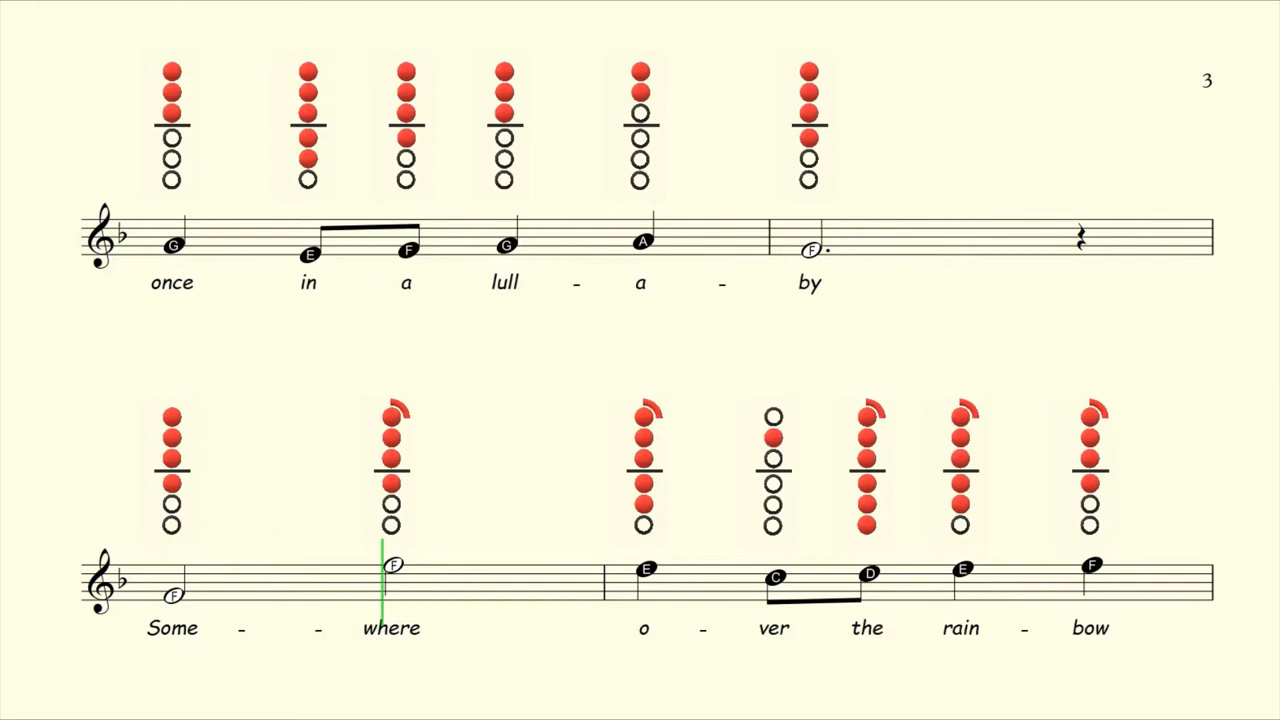 3
G E F G A F
once in a lull - a - by
F F E C D E F
Some - - where o - ver the rain - bow